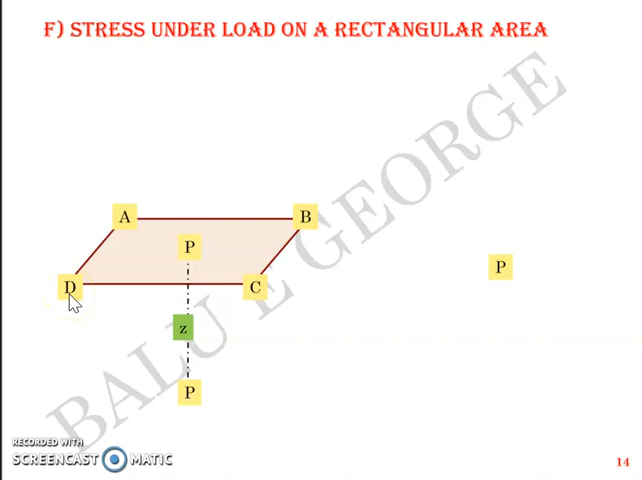 F) STRESS UNDER LOAD ON A RECTANGULAR AREA
BALU E GEORGE
A
B
P
P
D
C
z
P
RECORDED WITH
SCREENCAST MATIC
14